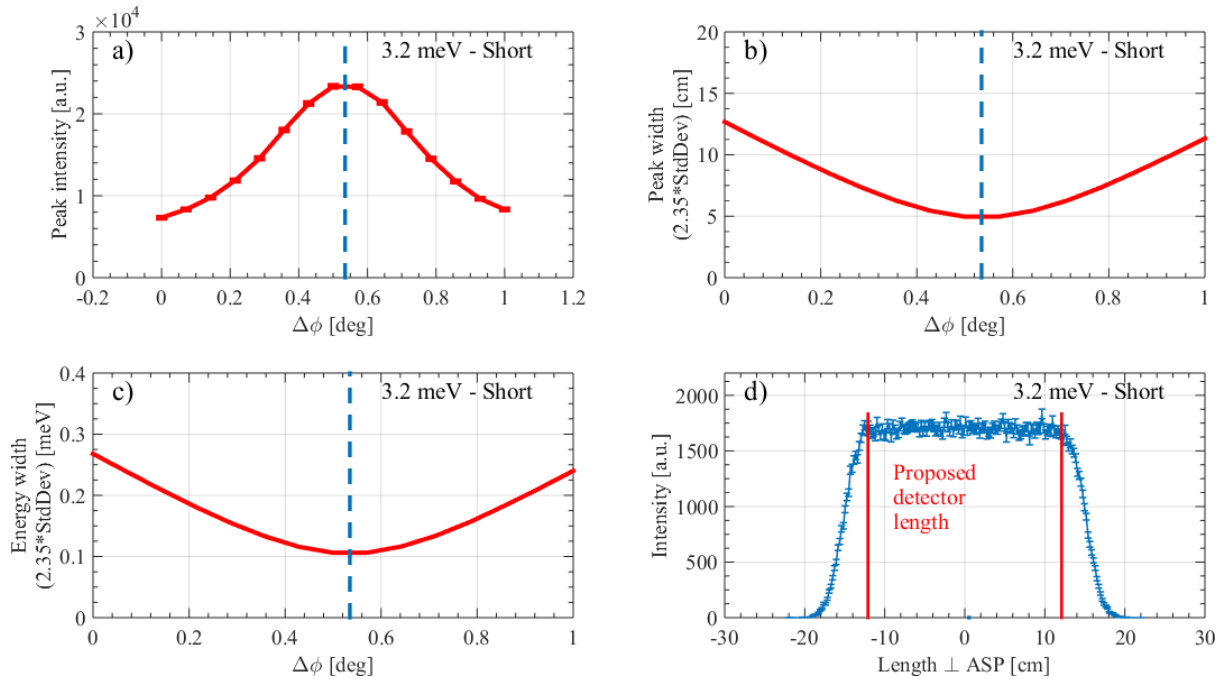 ×10⁴
3
2
1
0
-0.2
0
0.2
0.4
0.6
0.8
1
1.2
Peak intensity [a.u.]
Δϕ [deg]
a)
3.2 meV - Short
20
15
10
5
0
0
0.2
0.4
0.6
0.8
1
Peak width
(2.35*StdDev) [cm]
Δϕ [deg]
b)
3.2 meV - Short
0.4
0.3
0.2
0.1
0
0
0.2
0.4
0.6
0.8
1
Energy width
(2.35*StdDev) [meV]
Δϕ [deg]
c)
3.2 meV - Short
2000
1500
1000
500
0
-30
-20
-10
0
10
20
30
Intensity [a.u.]
Length ⊥ ASP [cm]
d)
3.2 meV - Short
Proposed
detector
length